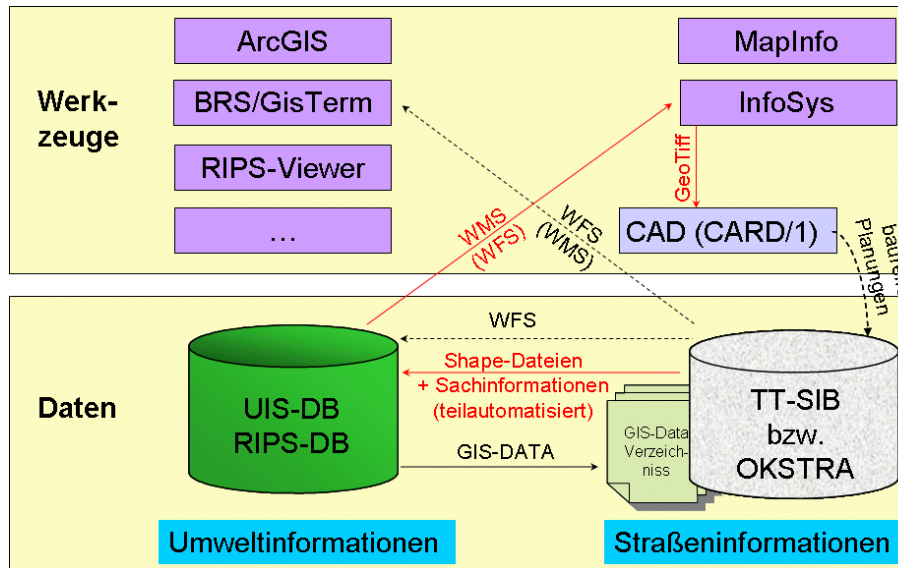 ArcGIS
MapInfo
Werk-
zeuge
BRS/GisTerm
InfoSys
RIPS-Viewer
GeoTiff
…
CAD (CARD/1)
WMS
(WFS)
WFS
(WMS)
Planungen
WFS
Shape-Dateien
+ Sachinformationen
(teilautomatisiert)
Daten
UIS-DB
RIPS-DB
GIS-DATA
GIS-Data
Verzeich-
niss
TT-SIB
bzw.
OKSTRA
Umweltinformationen
Straßeninformationen